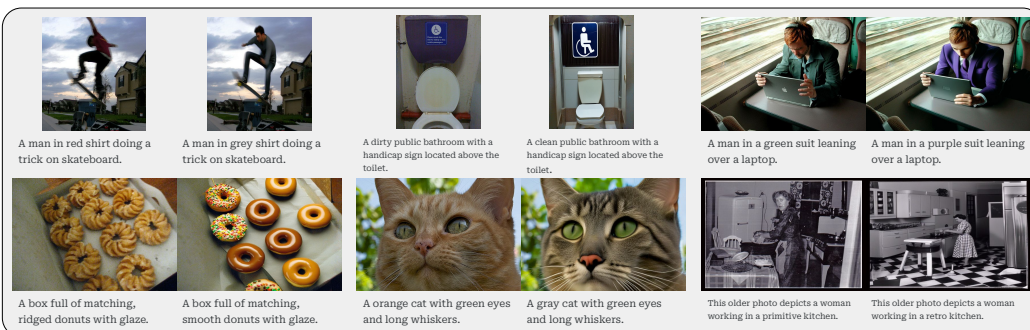 A man in red shirt doing a
trick on skateboard.
A man in grey shirt doing a
trick on skateboard.
A dirty public bathroom with a
handicap sign located above the
toilet.
A clean public bathroom with a
handicap sign located above the
toilet.
A man in a green suit leaning
over a laptop.
A man in a purple suit leaning
over a laptop.
A box full of matching,
ridged donuts with glaze.
A box full of matching,
smooth donuts with glaze.
A orange cat with green eyes
and long whiskers.
A gray cat with green eyes
and long whiskers.
This older photo depicts a woman
working in a primitive kitchen.
This older photo depicts a woman
working in a retro kitchen.